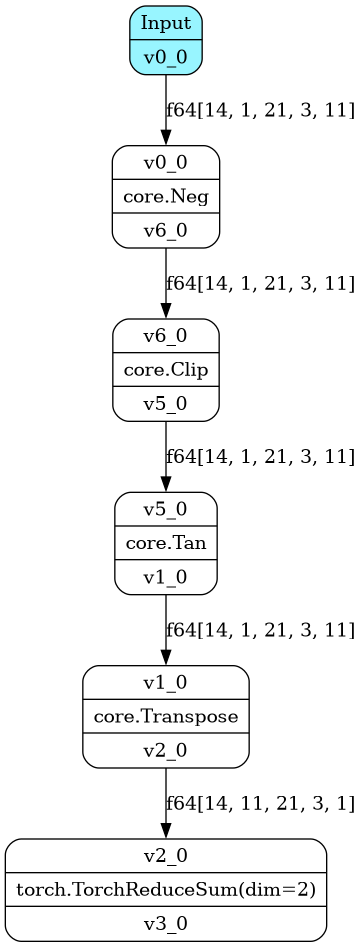 Input
v0_0
f64[14, 1, 21, 3, 11]
v0_0
core.Neg
v6_0
f64[14, 1, 21, 3, 11]
v6_0
core.Clip
v5_0
f64[14, 1, 21, 3, 11]
v5_0
core.Tan
v1_0
f64[14, 1, 21, 3, 11]
v1_0
core.Transpose
v2_0
f64[14, 11, 21, 3, 1]
v2_0
torch.TorchReduceSum(dim=2)
v3_0